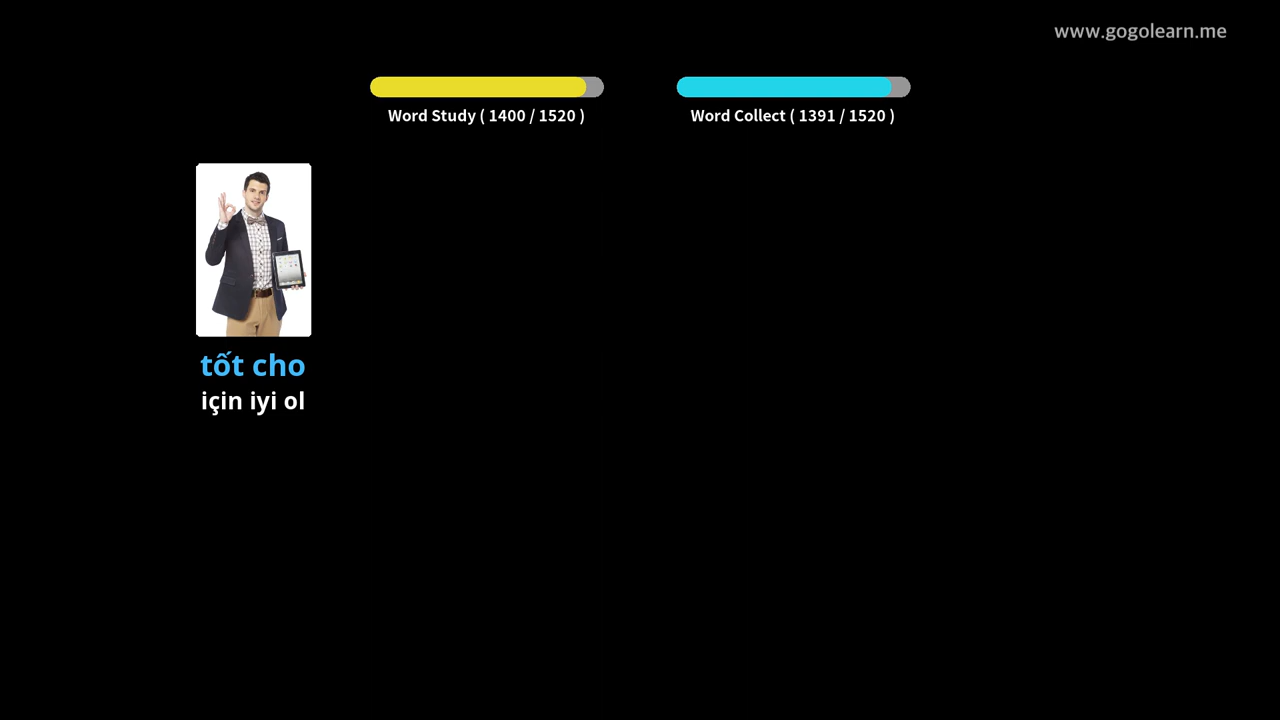 www.gogolearn.me
Word Study ( 1400 / 1520 )
Word Collect ( 1391 / 1520 )
tốt cho
için iyi ol